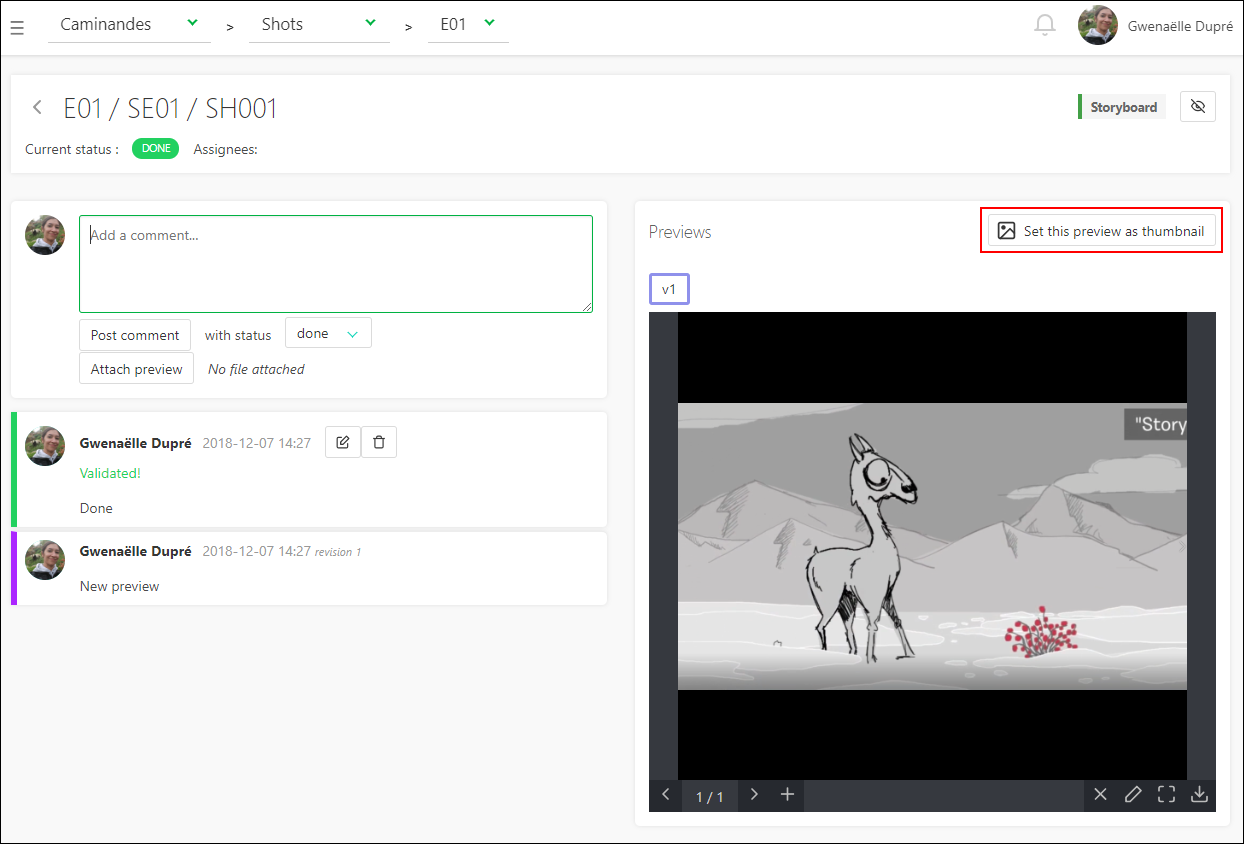 Caminandes > Shots > E01 Gwenaëlle Dupré
E01 / SE01 / SH001
Storyboard
Current status : DONE Assignees:
Add a comment...
Post comment with status done
Attach preview No file attached
Gwenaëlle Dupré 2018-12-07 14:27
Validated!
Done
Gwenaëlle Dupré 2018-12-07 14:27 revision 1
New preview
Previews
Set this preview as thumbnail
v1
"Story
1 / 1